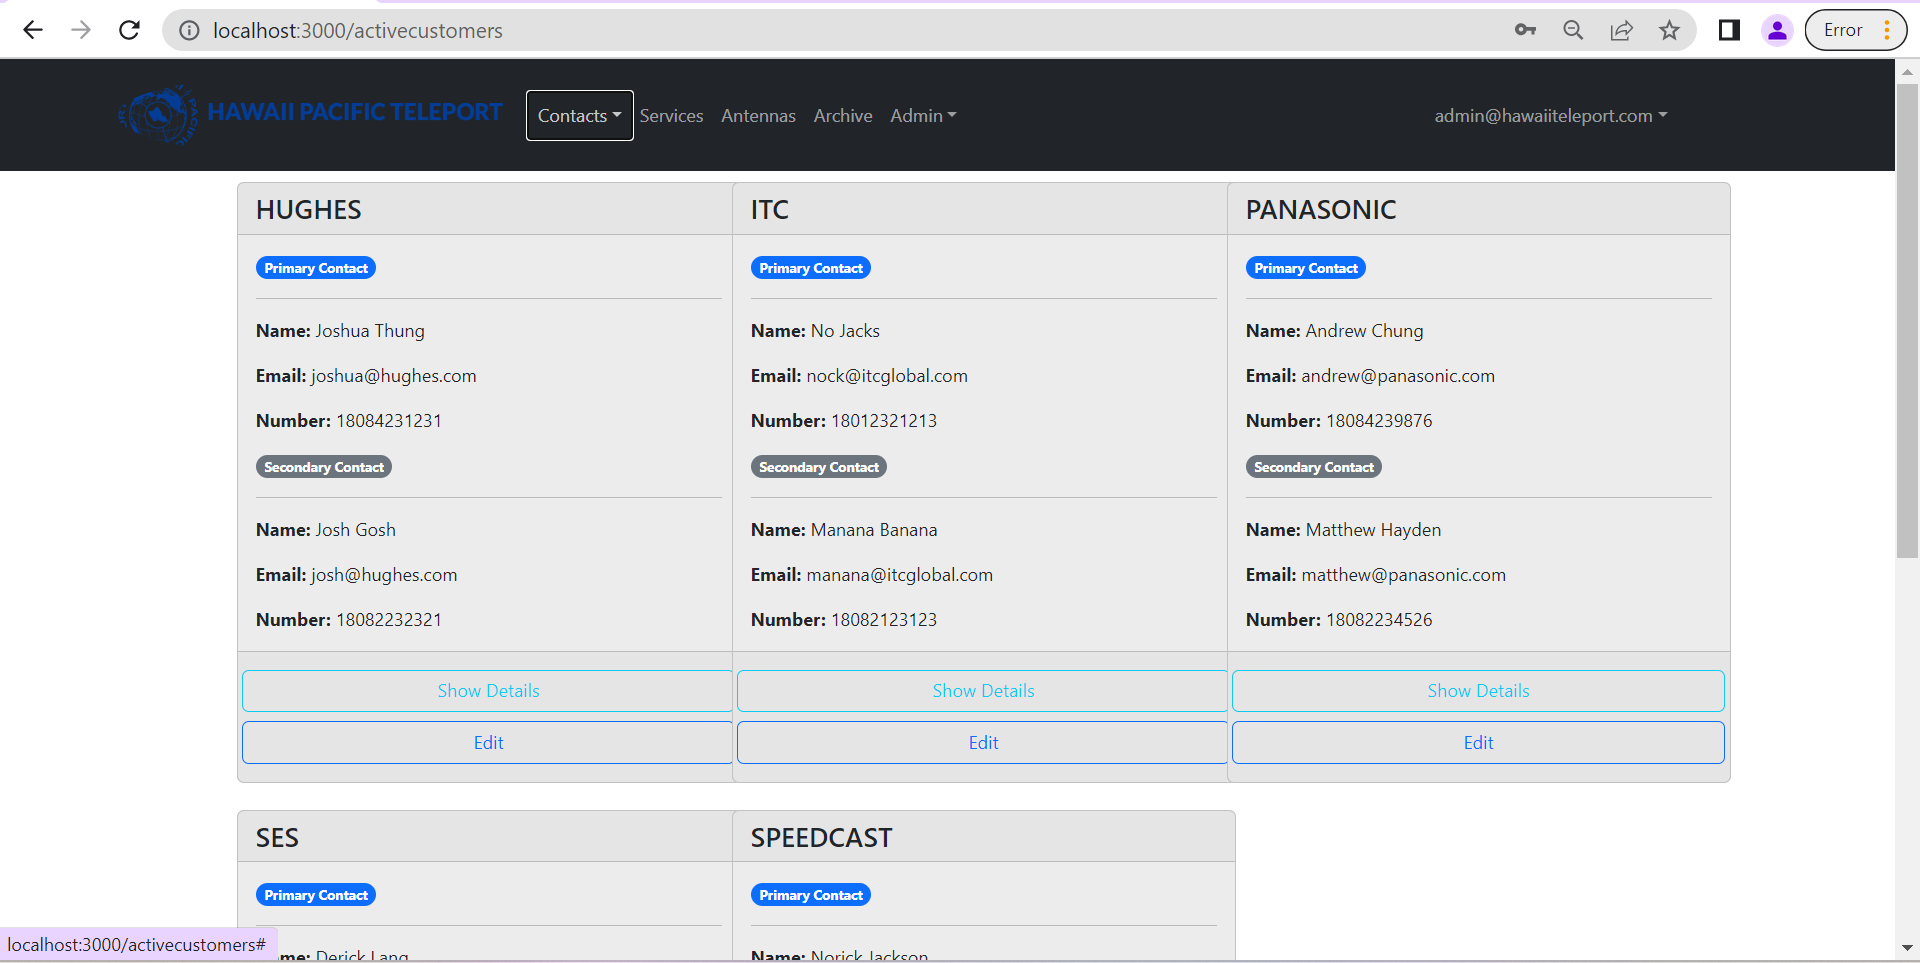 localhost:3000/activecustomers
Error
HAWAII PACIFIC TELEPORT
Contacts Services Antennas Archive Admin
admin@hawaiiteleport.com
HUGHES
Primary Contact
Name: Joshua Thung
Email: joshua@hughes.com
Number: 18084231231
Secondary Contact
Name: Josh Gosh
Email: josh@hughes.com
Number: 18082232321
Show Details
Edit
ITC
Primary Contact
Name: No Jacks
Email: nock@itcglobal.com
Number: 18012321213
Secondary Contact
Name: Manana Banana
Email: manana@itcglobal.com
Number: 18082123123
Show Details
Edit
PANASONIC
Primary Contact
Name: Andrew Chung
Email: andrew@panasonic.com
Number: 18084239876
Secondary Contact
Name: Matthew Hayden
Email: matthew@panasonic.com
Number: 18082234526
Show Details
Edit
SES
Primary Contact
Name: Derick Lang
SPEEDCAST
Primary Contact
Name: Norick Jackson
localhost:3000/activecustomers#